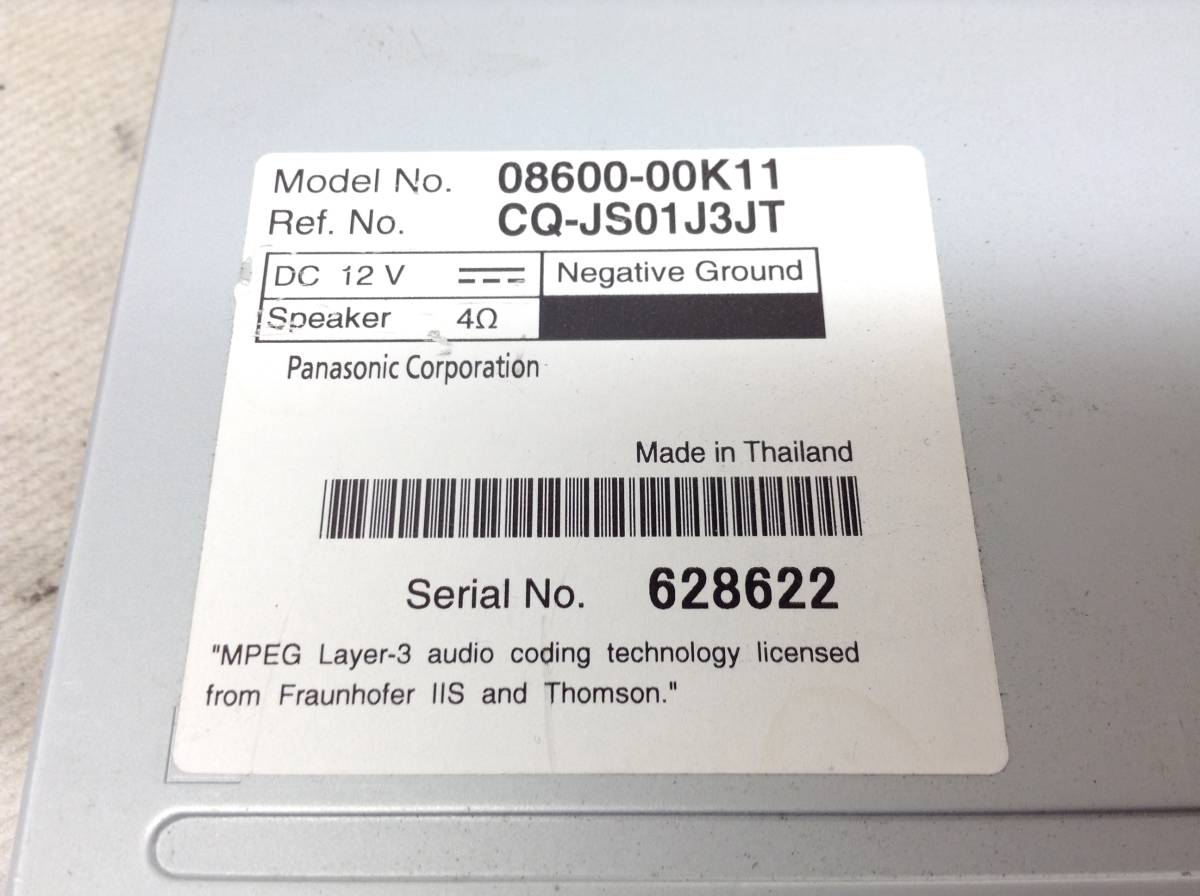 Model No. 08600-00K11
Ref. No. CQ-JS01J3JT
DC 12 V Negative Ground
Speaker 4Ω
Panasonic Corporation
Made in Thailand
Serial No. 628622
"MPEG Layer-3 audio coding technology licensed
from Fraunhofer IIS and Thomson."